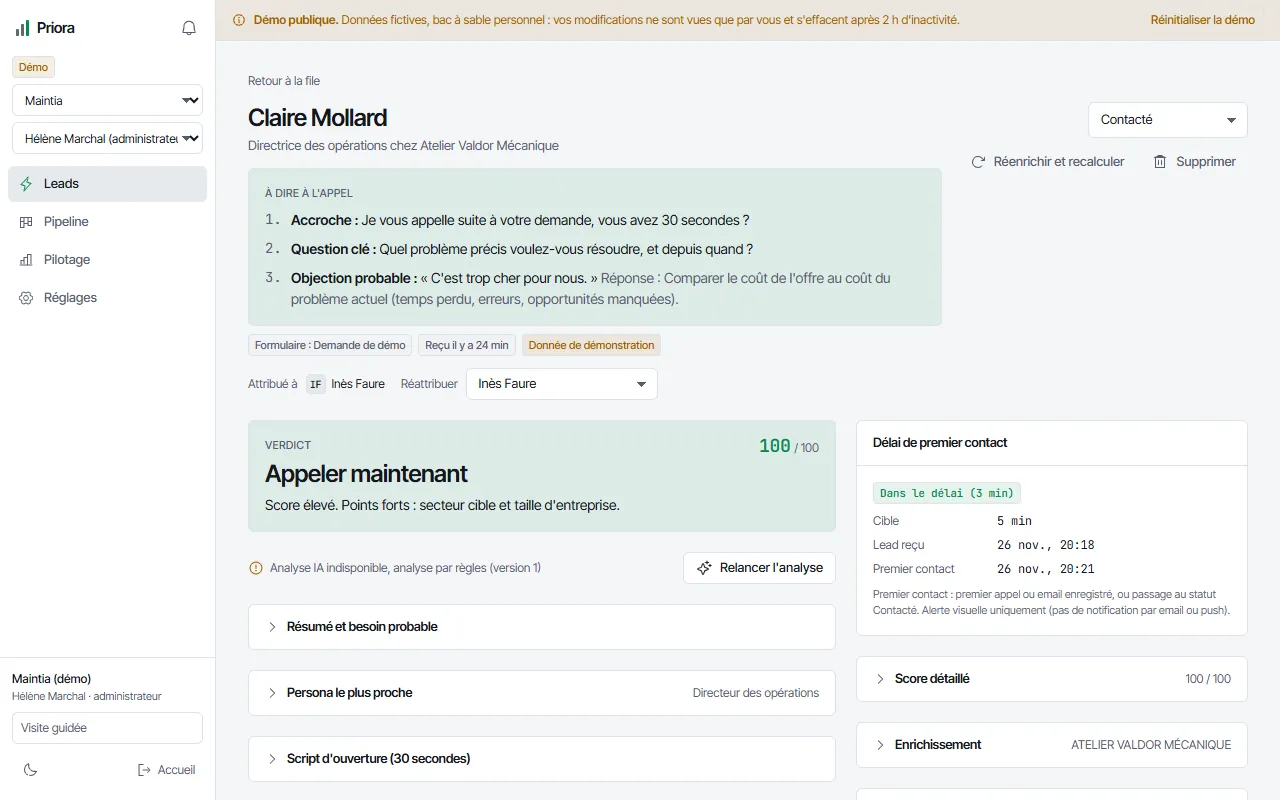 Priora
Démo
Maintia
Hélène Marchal (administrateu
Leads
Pipeline
Pilotage
Réglages
Maintia (démo)
Hélène Marchal · administrateur
Visite guidée
Accueil
Démo publique. Données fictives, bac à sable personnel : vos modifications ne sont vues que par vous et s'effacent après 2 h d'inactivité.
Réinitialiser la démo
Retour à la file
Claire Mollard
Directrice des opérations chez Atelier Valdor Mécanique
Contacté
Réenrichir et recalculer
Supprimer
À DIRE À L'APPEL
1. Accroche : Je vous appelle suite à votre demande, vous avez 30 secondes ?
2. Question clé : Quel problème précis voulez-vous résoudre, et depuis quand ?
3. Objection probable : « C'est trop cher pour nous. » Réponse : Comparer le coût de l'offre au coût du
problème actuel (temps perdu, erreurs, opportunités manquées).
Formulaire : Demande de démo
Reçu il y a 24 min
Donnée de démonstration
Attribué à IF Inès Faure Réattribuer Inès Faure
VERDICT
100 / 100
Appeler maintenant
Score élevé. Points forts : secteur cible et taille d'entreprise.
Analyse IA indisponible, analyse par règles (version 1)
Relancer l'analyse
Résumé et besoin probable
Persona le plus proche
Directeur des opérations
Script d'ouverture (30 secondes)
Délai de premier contact
Dans le délai (3 min)
Cible 5 min
Lead reçu 26 nov., 20:18
Premier contact 26 nov., 20:21
Premier contact : premier appel ou email enregistré, ou passage au statut
Contacté. Alerte visuelle uniquement (pas de notification par email ou push).
Score détaillé
100 / 100
Enrichissement
ATELIER VALDOR MÉCANIQUE